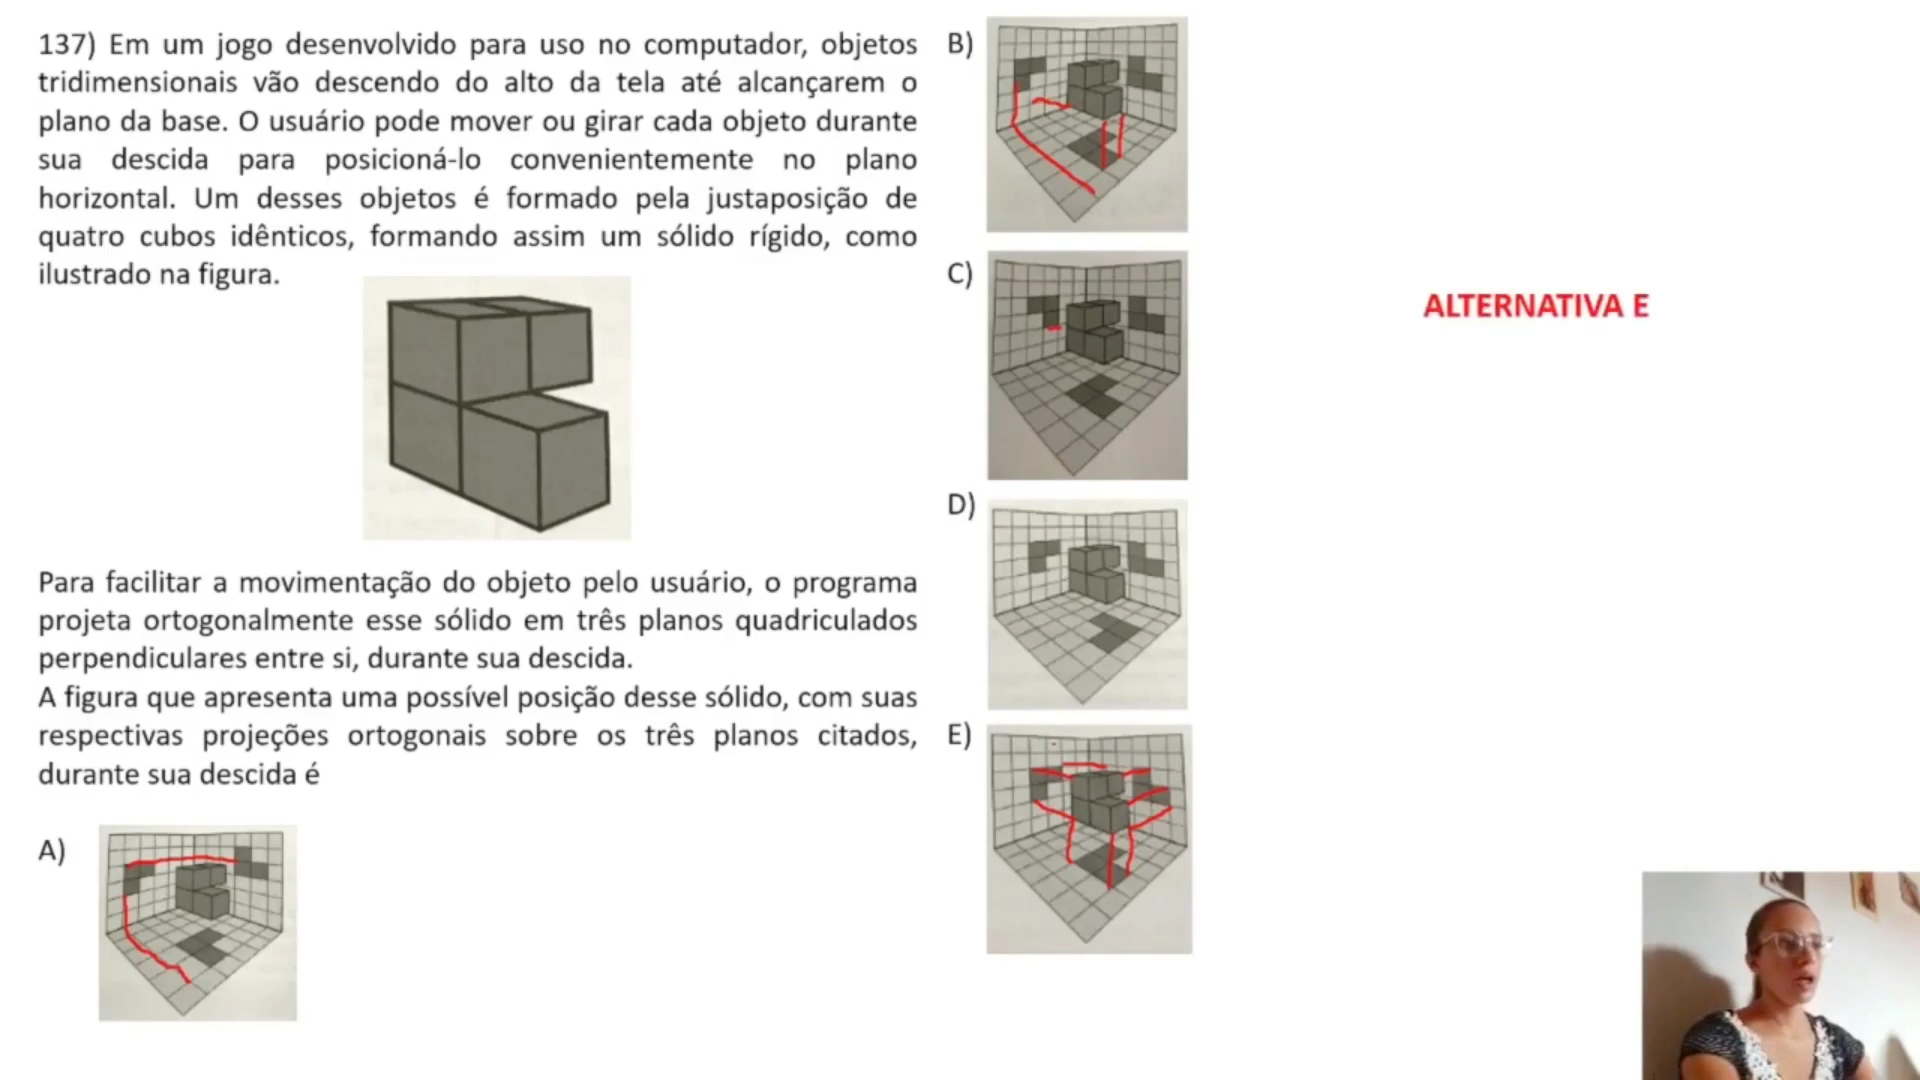 137) Em um jogo desenvolvido para uso no computador, objetos
tridimensionais vão descendo do alto da tela até alcançarem o
plano da base. O usuário pode mover ou girar cada objeto durante
sua descida para posicioná-lo convenientemente no plano
horizontal. Um desses objetos é formado pela justaposição de
quatro cubos idênticos, formando assim um sólido rígido, como
ilustrado na figura.
Para facilitar a movimentação do objeto pelo usuário, o programa
projeta ortogonalmente esse sólido em três planos quadriculados
perpendiculares entre si, durante sua descida.
A figura que apresenta uma possível posição desse sólido, com suas
respectivas projeções ortogonais sobre os três planos citados,
durante sua descida é
A)
B)
C)
D)
E)
ALTERNATIVA E